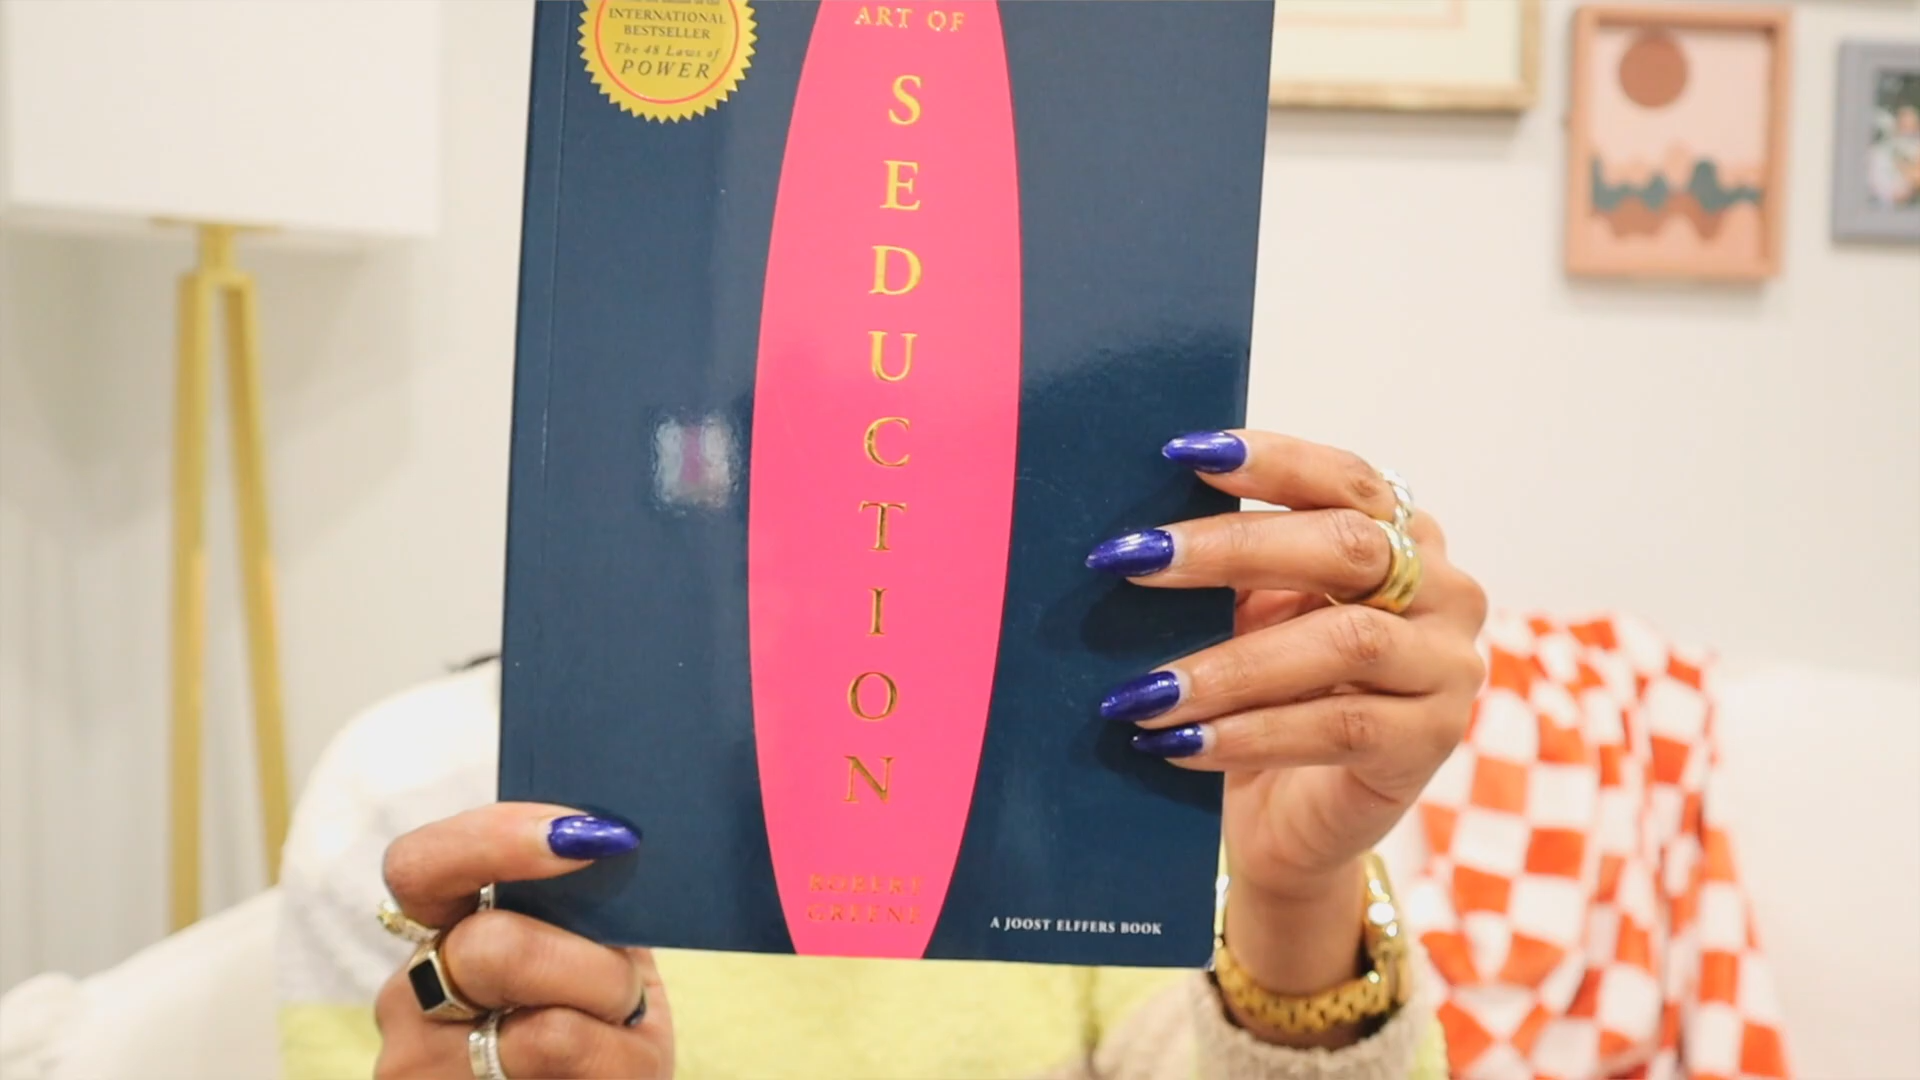 INTERNATIONAL
BESTSELLER
The 48 Laws of
POWER
ART OF
SEDUCTION
ROBERT
GREENE
A JOOST ELFFERS BOOK